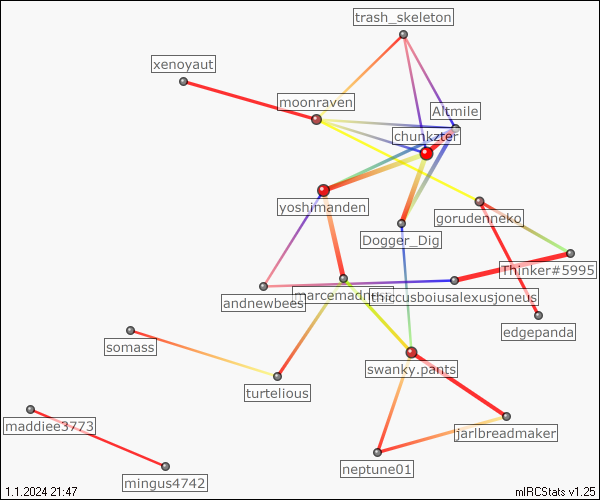 trash_skeleton
xenoyaut
moonraven
Altmile
chunkzter
yoshimanden
gorudenneko
Dogger_Dig
Thinker#5995
andnewbees
thiccusboiusalexusjoneus
edgepanda
somass
swanky.pants
turtelious
maddiee3773
jarlbreadmaker
neptune01
mingus4742
1.1.2024 21:47
mIRCStats v1.25